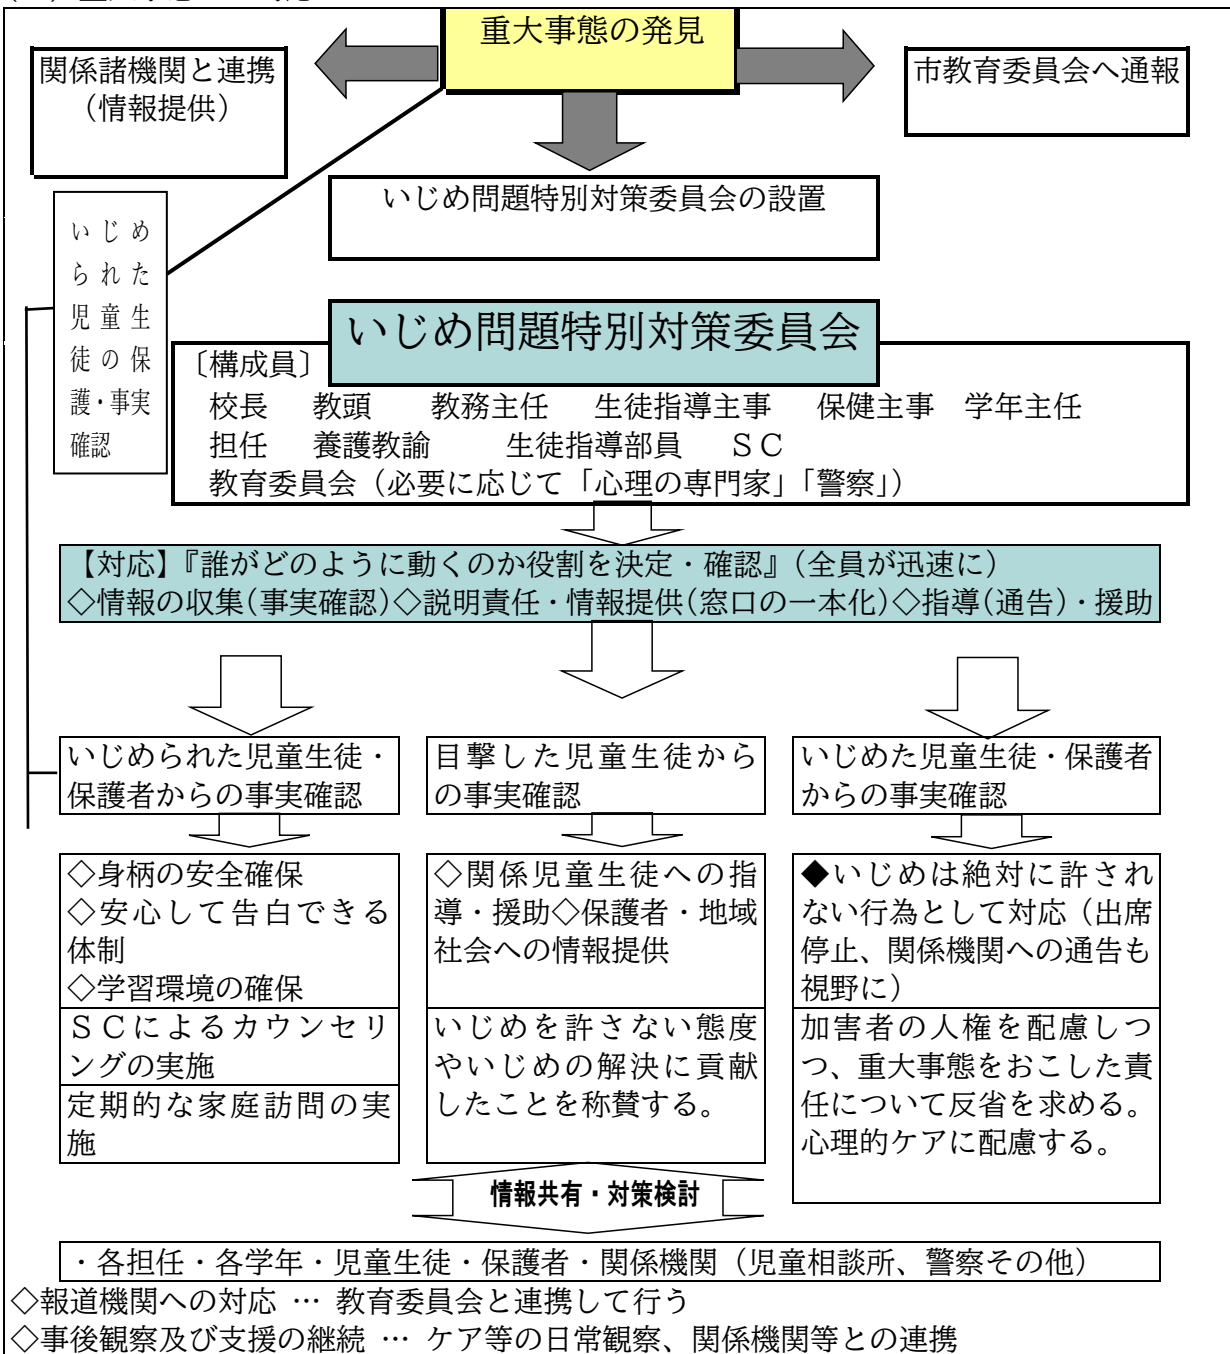 重大事態の発見
関係諸機関と連携
（情報提供）
市教育委員会へ通報
いじめ問題特別対策委員会の設置
いじめ
られた
児童生
徒の保
護・事実
確認
いじめ問題特別対策委員会
〔構成員〕
校長　教頭　教務主任　生徒指導主事　保健主事　学年主任
担任　養護教諭　生徒指導部員　ＳＣ
教育委員会（必要に応じて「心理の専門家」「警察」）
【対応】『誰がどのように動くのか役割を決定・確認』（全員が迅速に）
◇情報の収集(事実確認)◇説明責任・情報提供(窓口の一本化)◇指導(通告)・援助
いじめられた児童生徒・
保護者からの事実確認
◇身柄の安全確保
◇安心して告白できる
体制
◇学習環境の確保
ＳＣによるカウンセリ
ングの実施
定期的な家庭訪問の実
施
目撃した児童生徒から
の事実確認
◇関係児童生徒への指
導・援助◇保護者・地域
社会への情報提供
いじめを許さない態度
やいじめの解決に貢献
したことを称賛する。
いじめた児童生徒・保護者
からの事実確認
◆いじめは絶対に許され
ない行為として対応（出席
停止、関係機関への通告も
視野に）
加害者の人権を配慮しつ
つ、重大事態をおこした責
任について反省を求める。
心理的ケアに配慮する。
情報共有・対策検討
・各担任・各学年・児童生徒・保護者・関係機関（児童相談所、警察その他）
◇報道機関への対応 … 教育委員会と連携して行う
◇事後観察及び支援の継続 … ケア等の日常観察、関係機関等との連携